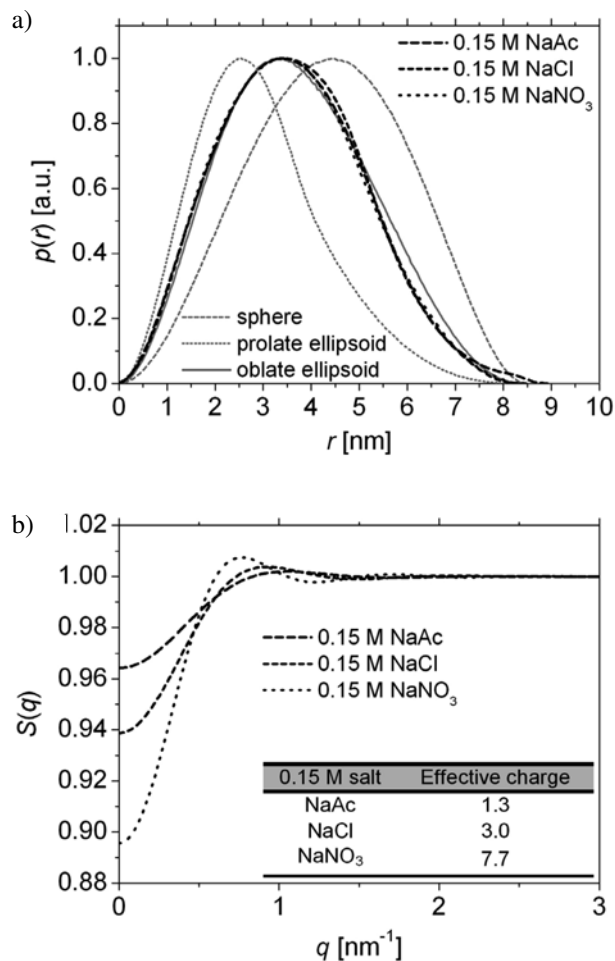 a)
p(r) [a.u.]
1.0
0.8
0.6
0.4
0.2
0.0
0.15 M NaAc
0.15 M NaCl
0.15 M NaNO₃
sphere
prolate ellipsoid
oblate ellipsoid
0 1 2 3 4 5 6 7 8 9 10
r [nm]
b)
S(q)
1.02
1.00
0.98
0.96
0.94
0.92
0.90
0.88
0.15 M NaAc
0.15 M NaCl
0.15 M NaNO₃
0.15 M salt Effective charge
NaAc 1.3
NaCl 3.0
NaNO₃ 7.7
0 1 2 3
q [nm⁻¹]